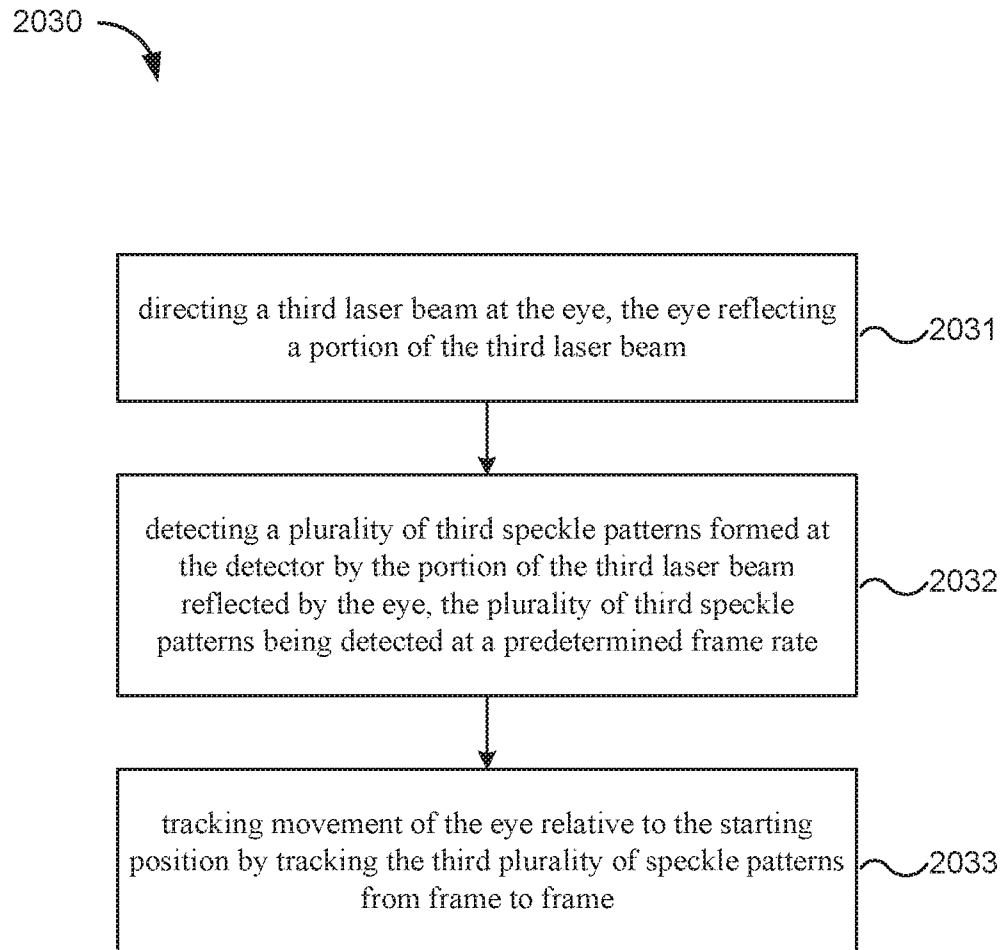 2030
directing a third laser beam at the eye, the eye reflecting
a portion of the third laser beam
2031
detecting a plurality of third speckle patterns formed at
the detector by the portion of the third laser beam
reflected by the eye, the plurality of third speckle
patterns being detected at a predetermined frame rate
2032
tracking movement of the eye relative to the starting
position by tracking the third plurality of speckle patterns
from frame to frame
2033